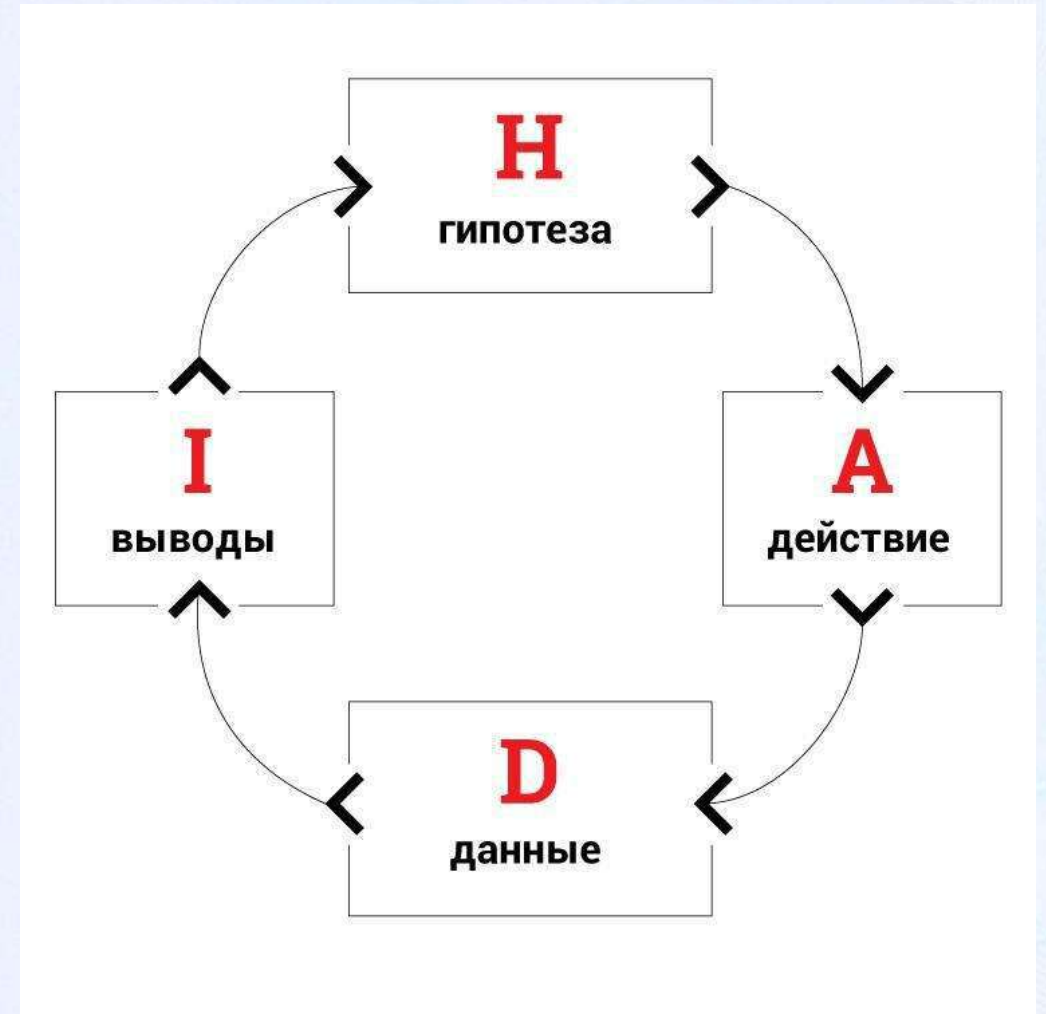 H
гипотеза
I
выводы
A
действие
D
данные